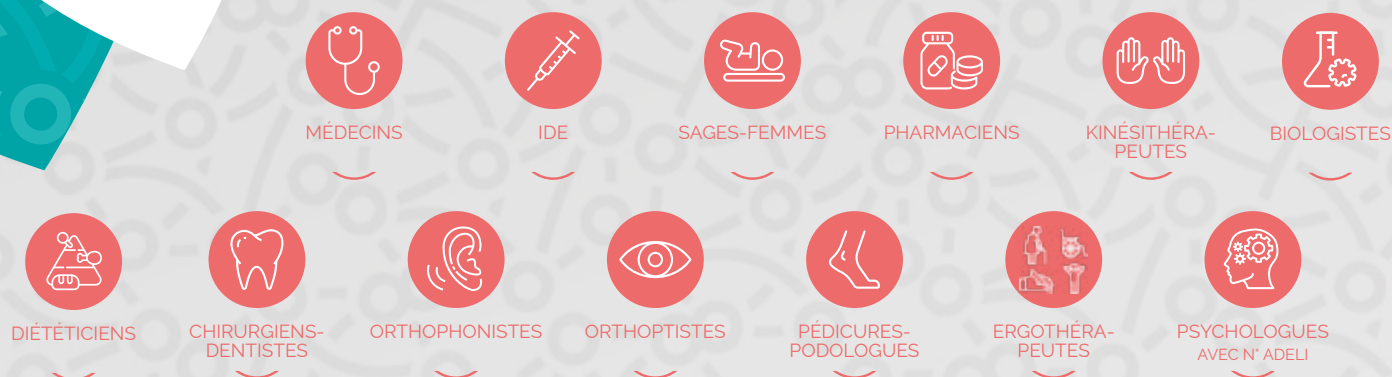 MÉDECINS
IDE
SAGES-FEMMES
PHARMACIENS
KINÉSITHÉRA-
PEUTES
BIOLOGISTES
DIÉTÉTICIENS
CHIRURGIENS-
DENTISTES
ORTHOPHONISTES
ORTHOPTISTES
PÉDICURES-
PODOLOGUES
ERGOTHÉRA-
PEUTES
PSYCHOLOGUES
AVEC N° ADELI